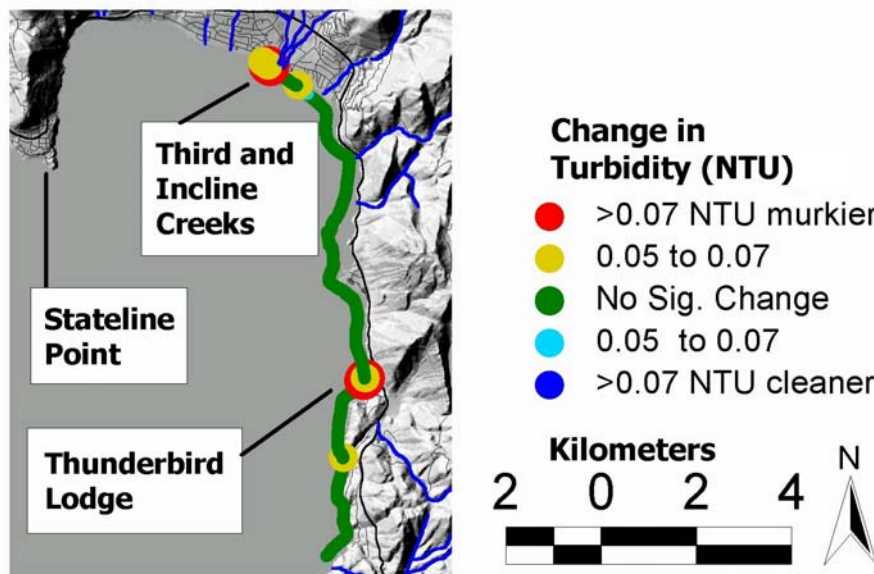 Third and
Incline
Creeks
Stateline
Point
Thunderbird
Lodge
Change in
Turbidity (NTU)
>0.07 NTU murkier
0.05 to 0.07
No Sig. Change
0.05 to 0.07
>0.07 NTU cleaner
Kilometers
N
2 0 2 4